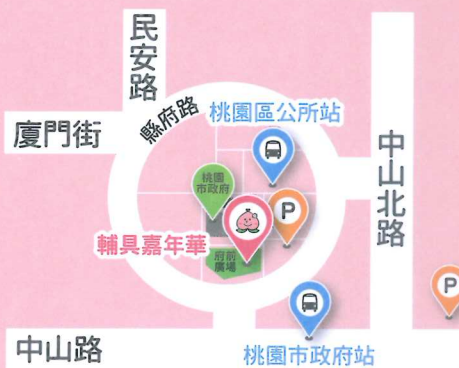 民安路
縣府路
桃園區公所站
廈門街
中山北路
桃園
市政府
P
輔具嘉年華
P
府前
廣場
中山路
桃園市政府站